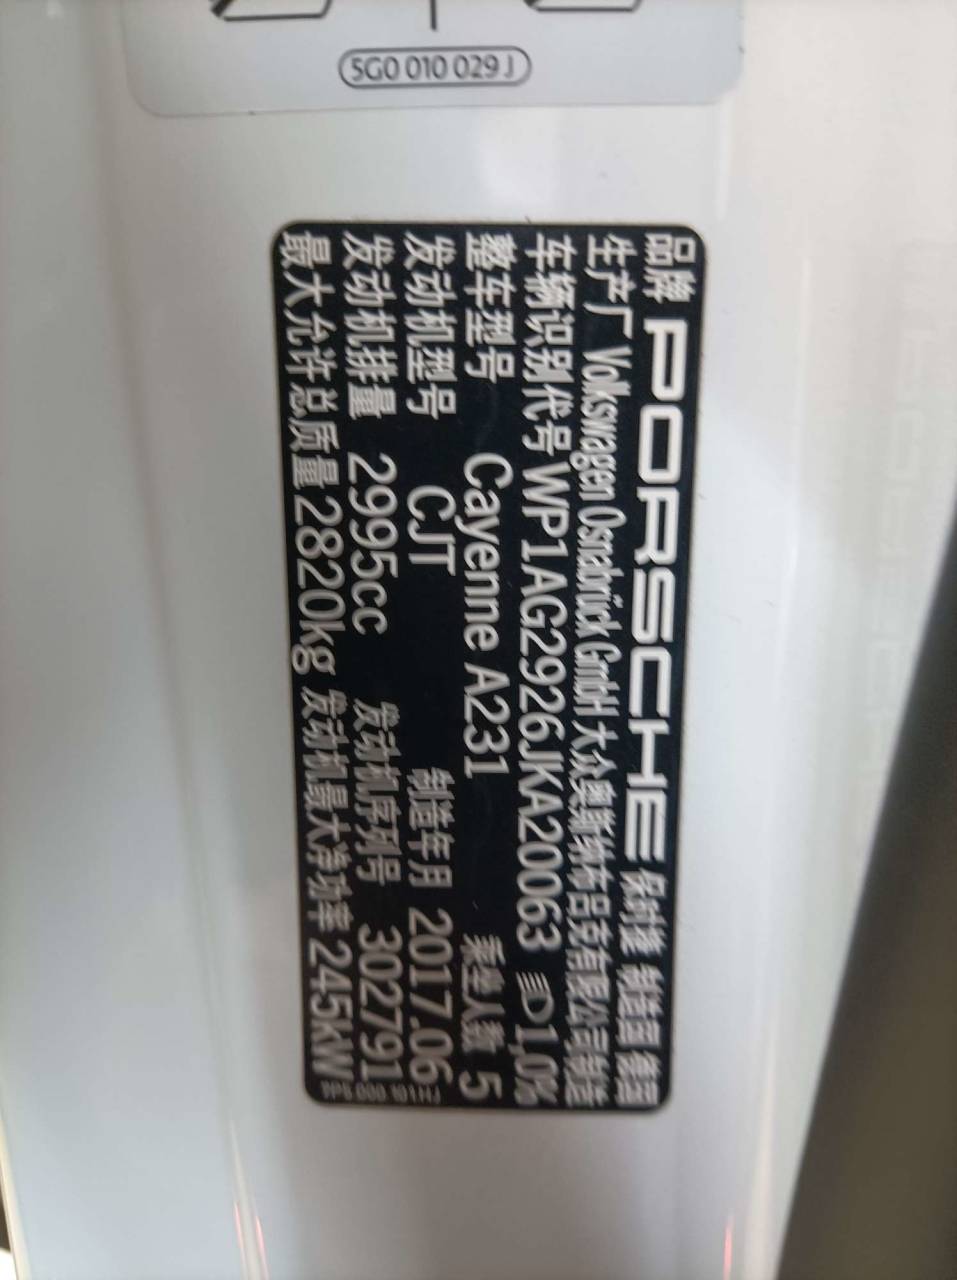 5G0 010 029 J
品牌 PORSCHE 保时捷 制造国 德国
生产厂 Volkswagen Osnabrück GmbH 大众奥斯纳布吕克有限公司制造
车辆识别代号 WP1AG2926JKA20063 1,0%
整车型号 Cayenne A231 乘坐人数 5
发动机型号 CJT 制造年月 2017.06
发动机排量 2995cc 发动机序列号 302791
最大允许总质量 2820kg 发动机最大净功率 245KW